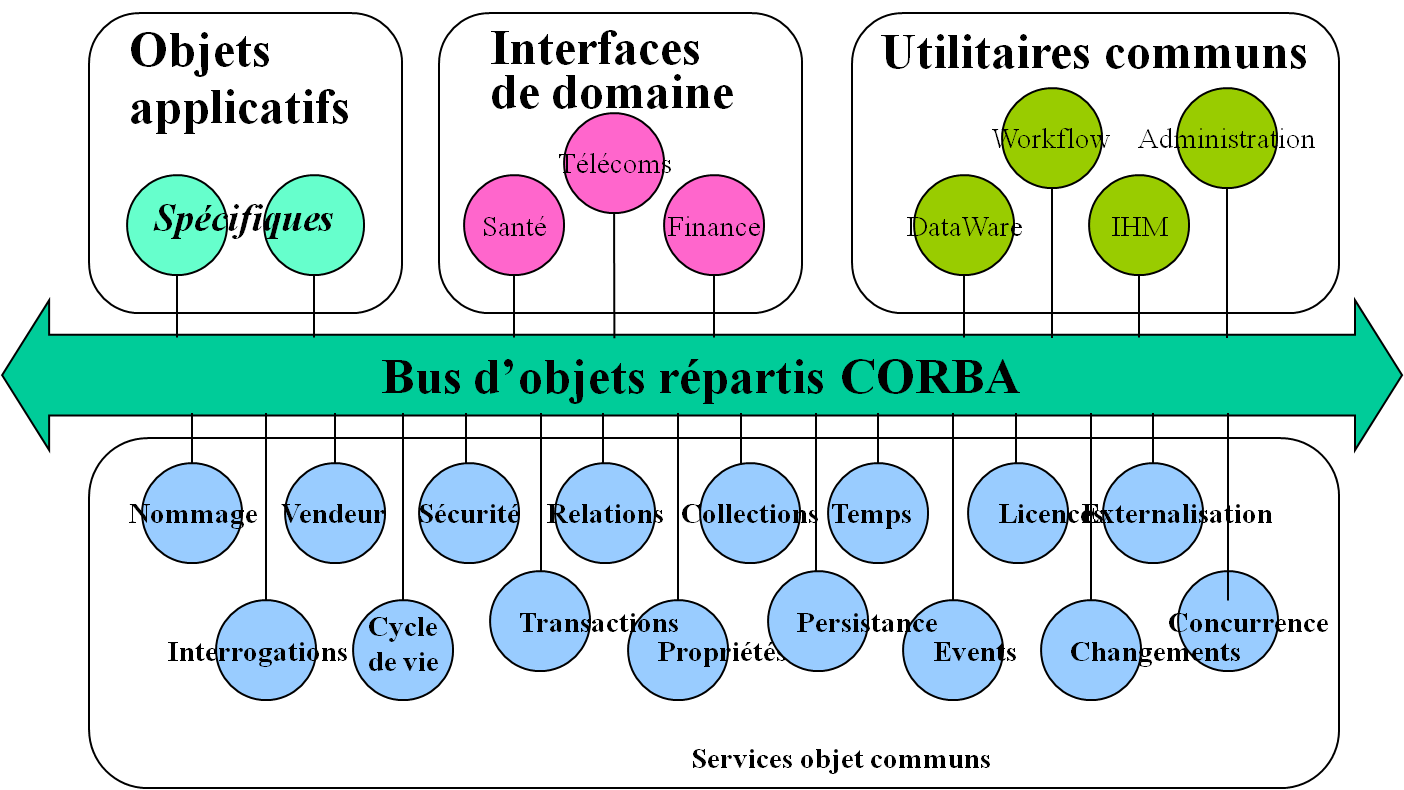 Objets
applicatifs
Spécifiques
Interfaces
de domaine
Télécoms
Santé
Finance
Utilitaires communs
Workflow
Administration
DataWare
IHM
Bus d’objets répartis CORBA
Nommage
Vendeur
Sécurité
Relations
Collections
Temps
Licences
Externalisation
Interrogations
Cycle
de vie
Transactions
Propriétés
Persistance
Events
Changements
Concurrence
Services objet communs